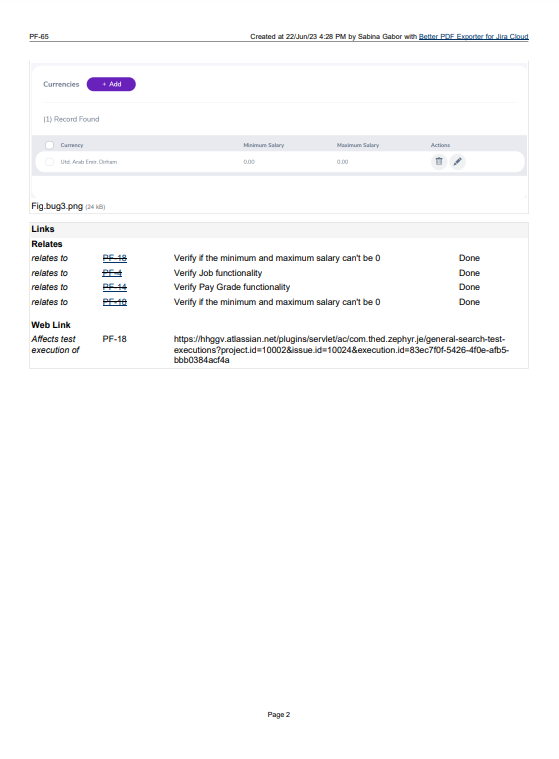 PF-65 Created at 22/Jun/23 4:28 PM by Sabina Gabor with Better PDF Exporter for Jira Cloud
Currencies + Add
(1) Record Found
Currency Minimum Salary Maximum Salary Actions
Utd. Arab Emir. Dirham 0.00 0.00
Fig.bug3.png (24 kB)
Links
Relates
relates to PF-18 Verify if the minimum and maximum salary can't be 0 Done
relates to PF-4 Verify Job functionality Done
relates to PF-14 Verify Pay Grade functionality Done
relates to PF-18 Verify if the minimum and maximum salary can't be 0 Done
Web Link
Affects test PF-18 https://hhggv.atlassian.net/plugins/servlet/ac/com.thed.zephyr.je/general-search-test-
execution of executions?project.id=10002&issue.id=10024&execution.id=83ec7f0f-5426-4f0e-afb5-
bbb0384acf4a
Page 2